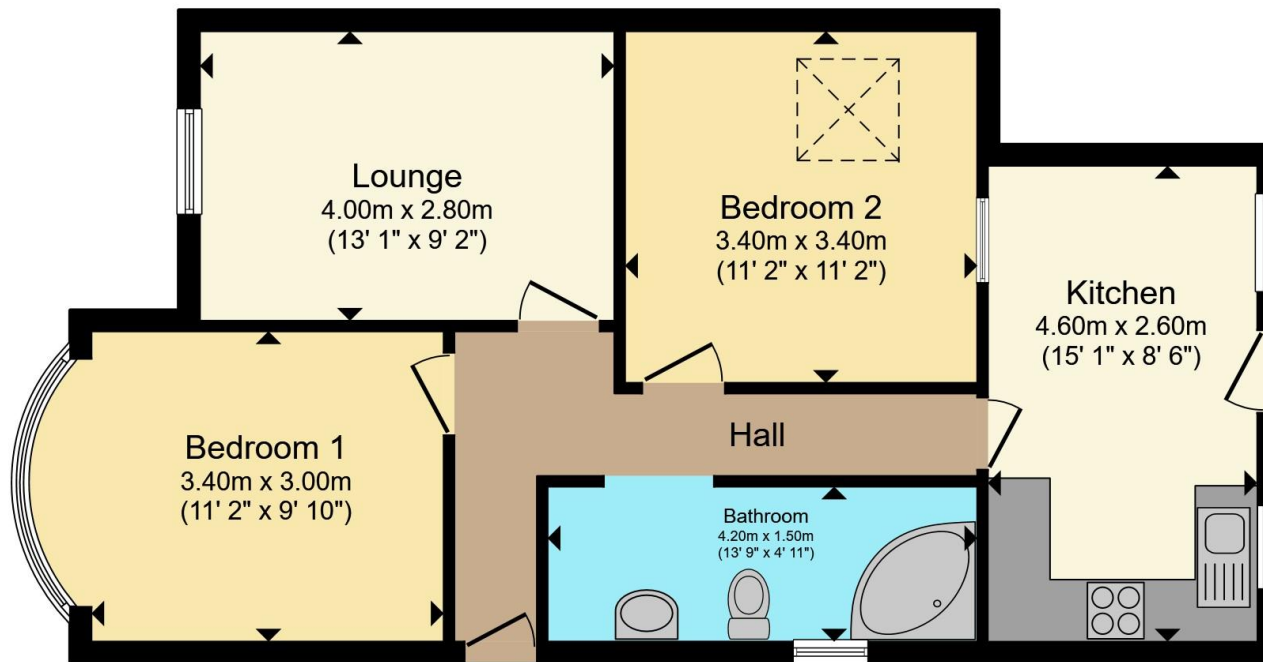 Lounge
4.00m x 2.80m
(13' 1" x 9' 2")
Bedroom 2
3.40m x 3.40m
(11' 2" x 11' 2")
Kitchen
4.60m x 2.60m
(15' 1" x 8' 6")
Bedroom 1
3.40m x 3.00m
(11' 2" x 9' 10")
Hall
Bathroom
4.20m x 1.50m
(13' 9" x 4' 11")